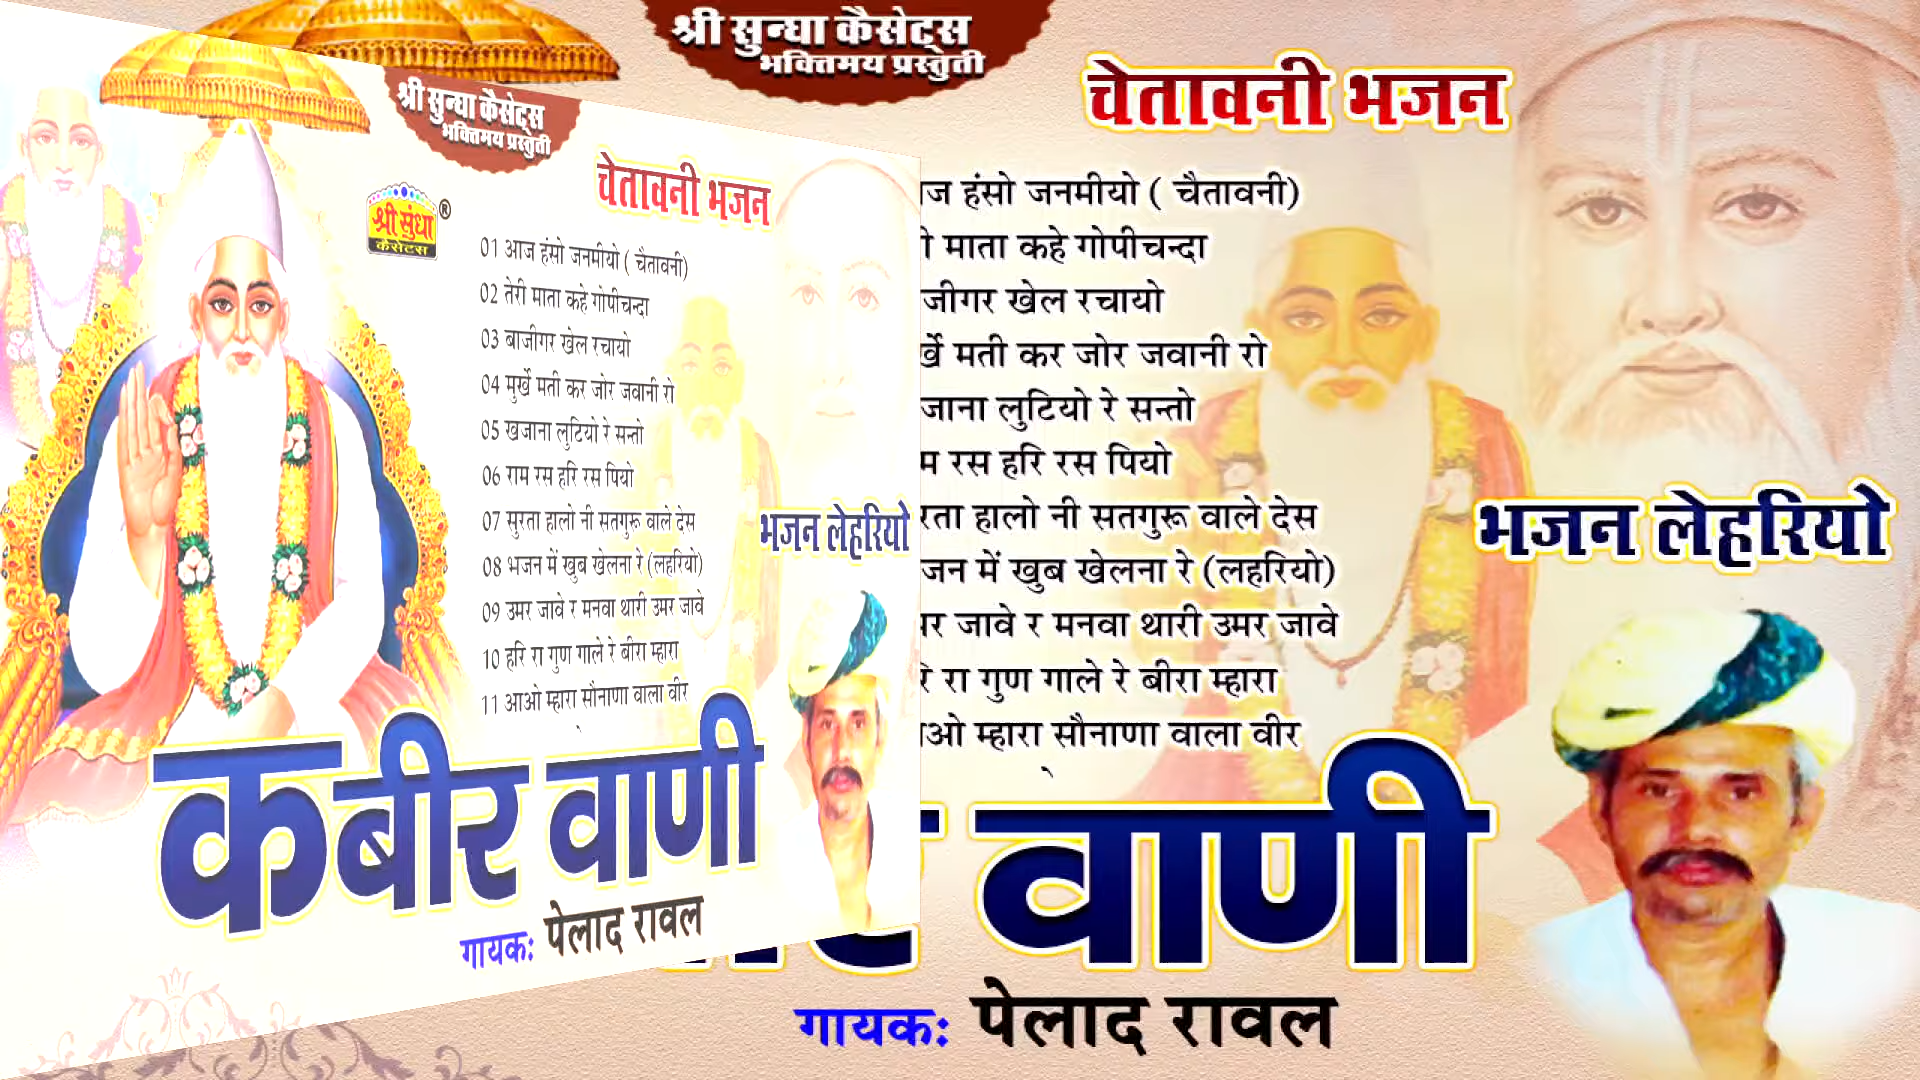 श्री सुन्धा कैसेट्स
भक्तिमय प्रस्तुती
चेतावनी भजन
श्री सुंधा
कैसेटस
®
01 आज हंसो जनमीयो ( चैतावनी)
02 तेरी माता कहे गोपीचन्दा
03 बाजीगर खेल रचायो
04 मुर्खे मती कर जोर जवानी रो
05 खजाना लुटियो रे सन्तो
06 राम रस हरि रस पियो
07 सुरता हालो नी सतगुरू वाले देस
08 भजन में खुब खेलना रे (लहरियो)
09 उमर जावे र मनवा थारी उमर जावे
10 हरि रा गुण गाले रे बीरा म्हारा
11 आओ म्हारा सौनाणा वाला वीर
भजन लेहरियो
कबीर वाणी
गायकः पेलाद रावल
श्री सुन्धा कैसेट्स
भक्तिमय प्रस्तुती
चेतावनी भजन
हंसो जनमीयो ( चैतावनी)
माता कहे गोपीचन्दा
खेल रचायो
मती कर जोर जवानी रो
लुटियो रे सन्तो
रस हरि रस पियो
हालो नी सतगुरू वाले देस
में खुब खेलना रे (लहरियो)
जावे र मनवा थारी उमर जावे
रा गुण गाले रे बीरा म्हारा
म्हारा सौनाणा वाला वीर
भजन लेहरियो
वाणी
गायकः पेलाद रावल